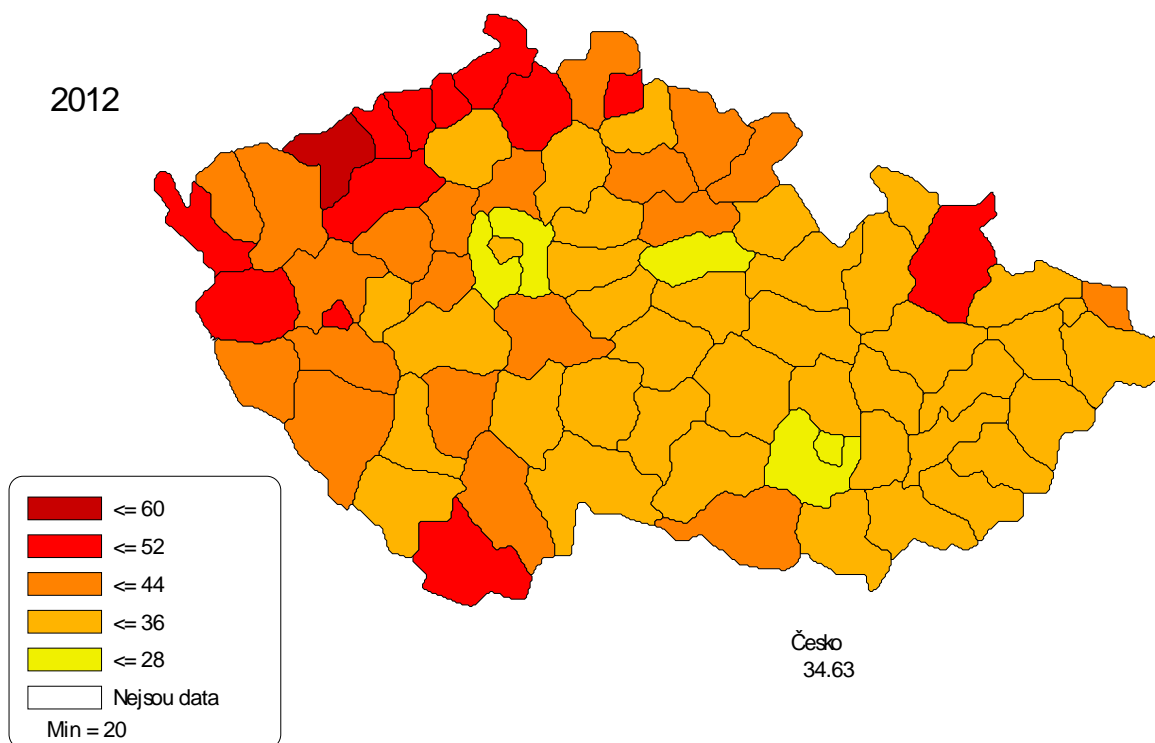 2012
<= 60
<= 52
<= 44
<= 36
<= 28
Nejsou data
Min = 20
Česko
34.63